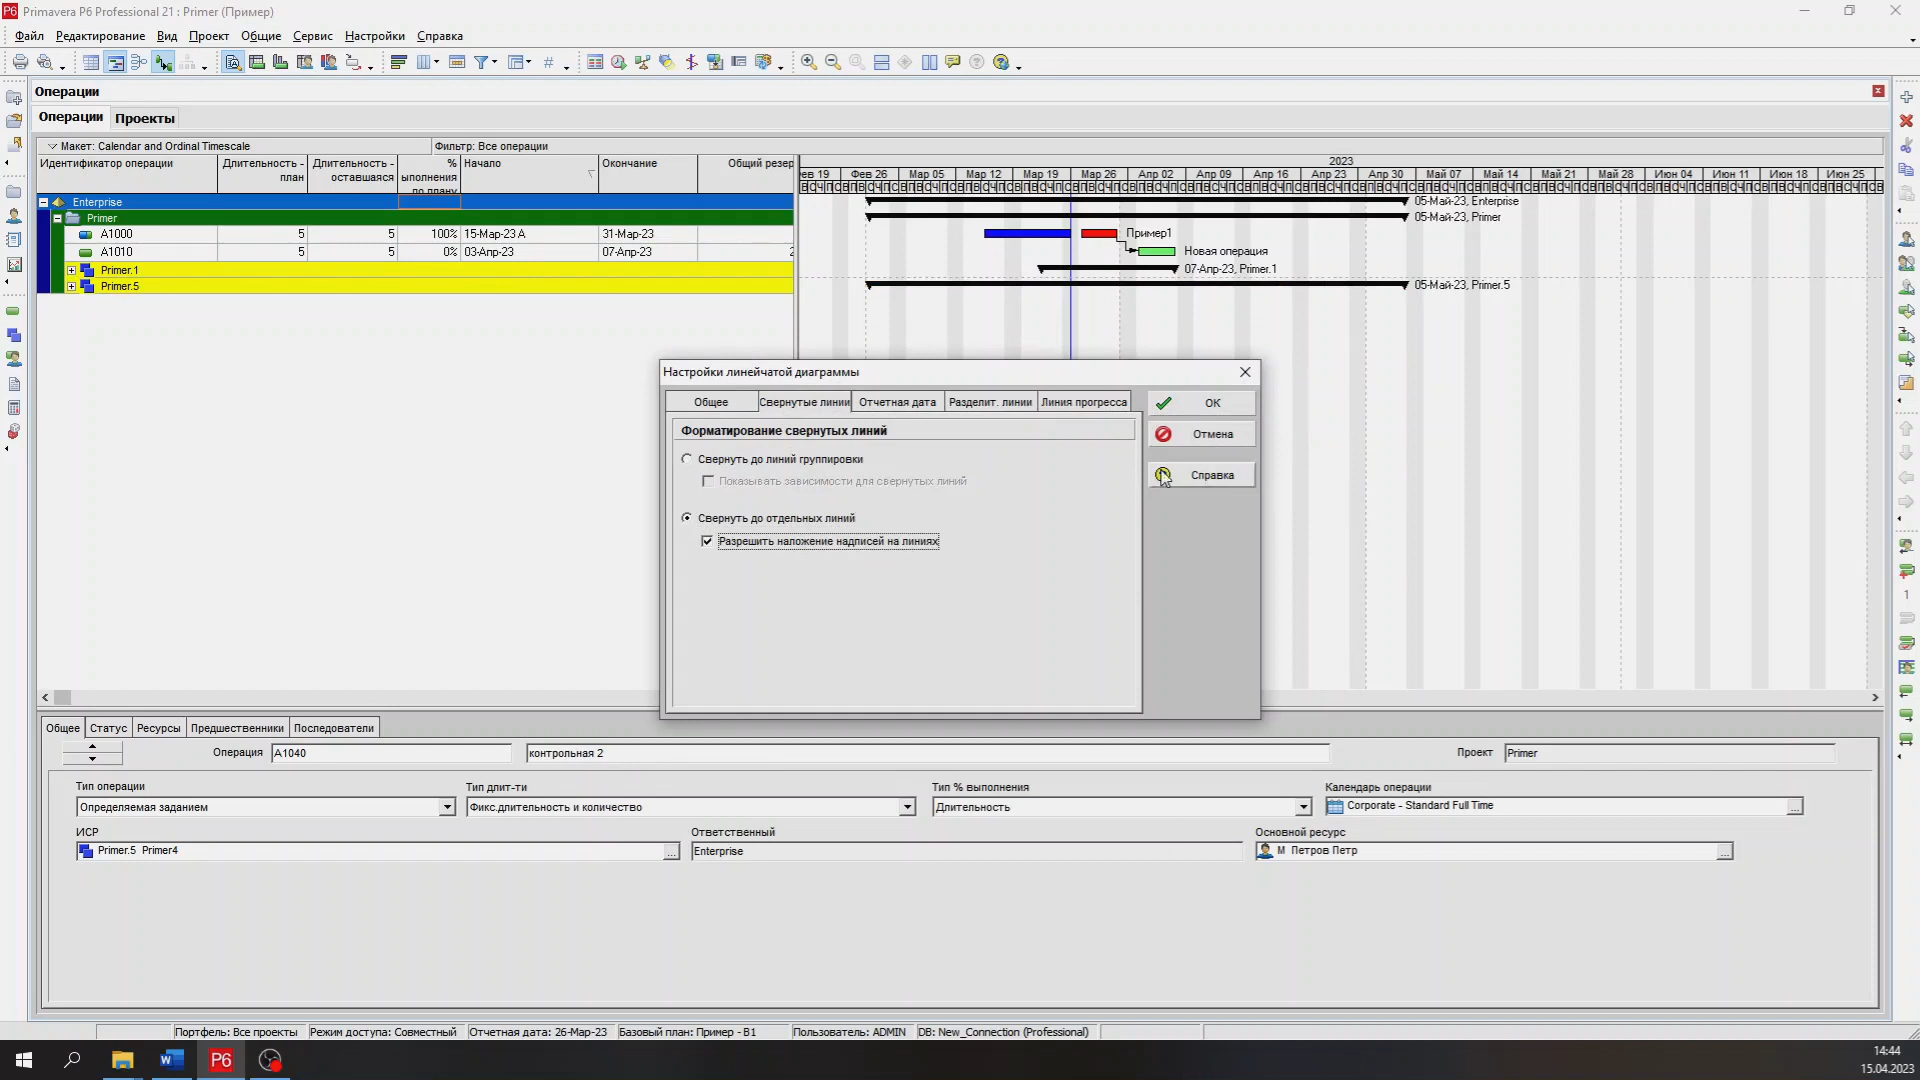 Primavera P6 Professional 21 : Primer (Пример)
Файл Редактирование Вид Проект Общие Сервис Настройки Справка
Операции
Операции Проекты
Макет: Calendar and Ordinal Timescale Фильтр: Все операции
Идентификатор операции Длительность - план Длительность - оставшаяся % ыполнения по плану Начало Окончание Общий резер
2023
ев 19 Фев 26 Мар 05 Мар 12 Мар 19 Мар 26 Апр 02 Апр 09 Апр 16 Апр 23 Апр 30 Май 07 Май 14 Май 21 Май 28 Июн 04 Июн 11 Июн 18 Июн 25
Enterprise 05-Май-23, Enterprise
Primer 05-Май-23, Primer
A1000 5 5 100% 15-Мар-23 A 31-Мар-23 Пример1
A1010 5 5 0% 03-Апр-23 07-Апр-23 2 Новая операция
Primer.1 07-Апр-23, Primer.1
Primer.5 05-Май-23, Primer.5
Настройки линейчатой диаграммы
Общее Свернутые линии Отчетная дата Разделит. линии Линия прогресса
OK
Форматирование свернутых линий
Отмена
Свернуть до линий группировки
Справка
Показывать зависимости для свернутых линий
Свернуть до отдельных линий
Разрешить наложение надписей на линиях
Общее Статус Ресурсы Предшественники Последователи
Операция A1040 контрольная 2 Проект Primer
Тип операции Тип длит-ти Тип % выполнения Календарь операции
Определяемая заданием Фикс.длительность и количество Длительность Corporate - Standard Full Time
ИСР Ответственный Основной ресурс
Primer.5 Primer4 Enterprise М Петров Петр
Портфель: Все проекты Режим доступа: Совместный Отчетная дата: 26-Мар-23 Базовый план: Пример - B1 Пользователь: ADMIN DB: New_Connection (Professional)
14:44
15.04.2023